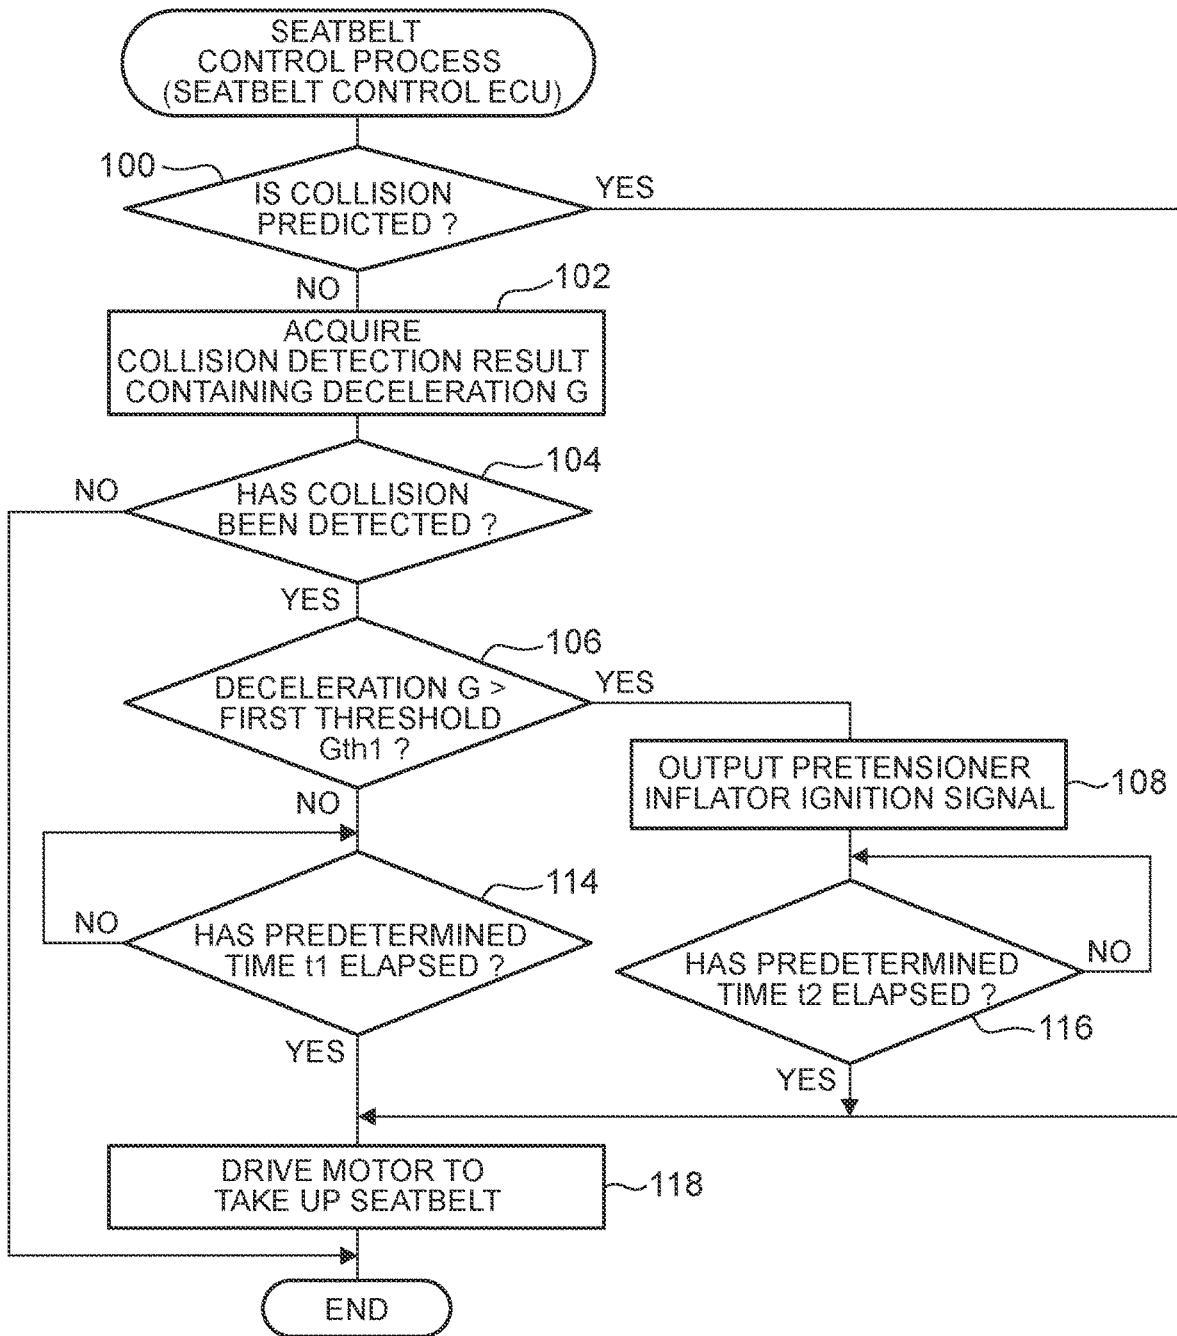 SEATBELT
CONTROL PROCESS
(SEATBELT CONTROL ECU)
100
IS COLLISION
PREDICTED ?
YES
NO
102
ACQUIRE
COLLISION DETECTION RESULT
CONTAINING DECELERATION G
104
NO
HAS COLLISION
BEEN DETECTED ?
YES
106
DECELERATION G >
FIRST THRESHOLD
Gth1 ?
YES
NO
OUTPUT PRETENSIONER
INFLATOR IGNITION SIGNAL
108
114
NO
HAS PREDETERMINED
TIME t1 ELAPSED ?
YES
HAS PREDETERMINED
TIME t2 ELAPSED ?
NO
116
YES
DRIVE MOTOR TO
TAKE UP SEATBELT
118
END